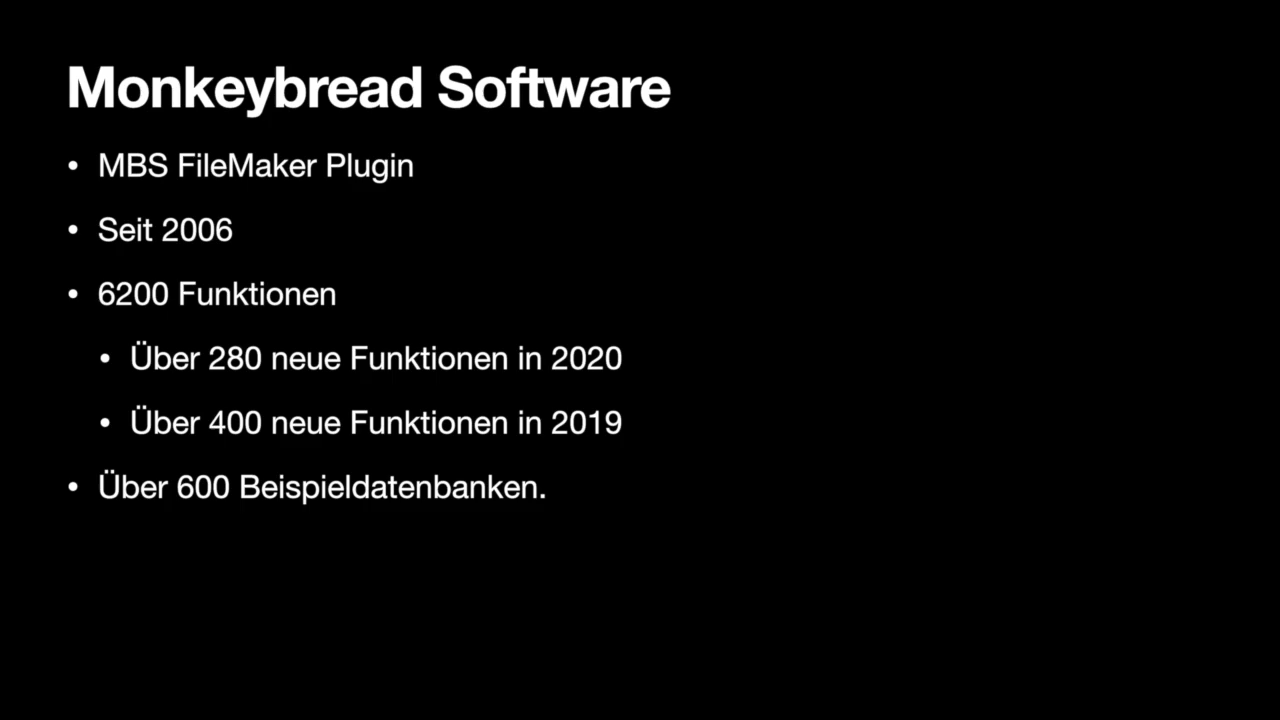 Monkeybread Software
• MBS FileMaker Plugin
• Seit 2006
• 6200 Funktionen
• Über 280 neue Funktionen in 2020
• Über 400 neue Funktionen in 2019
• Über 600 Beispieldatenbanken.